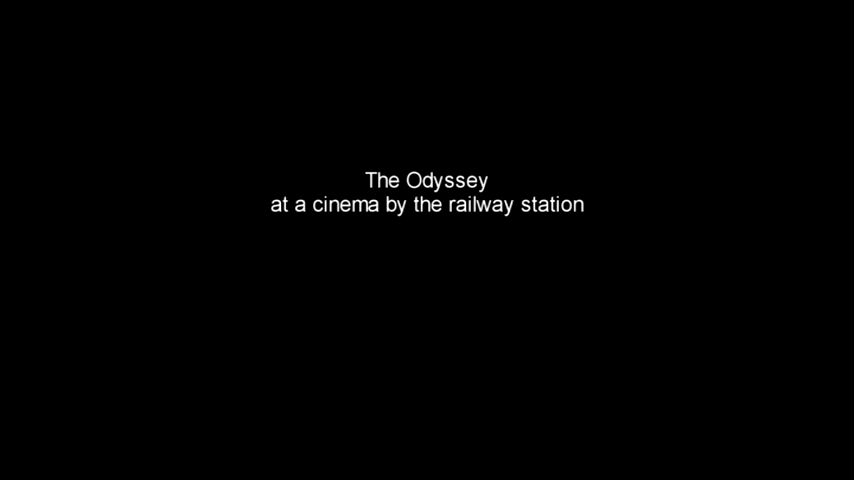 The Odyssey
at a cinema by the railway station